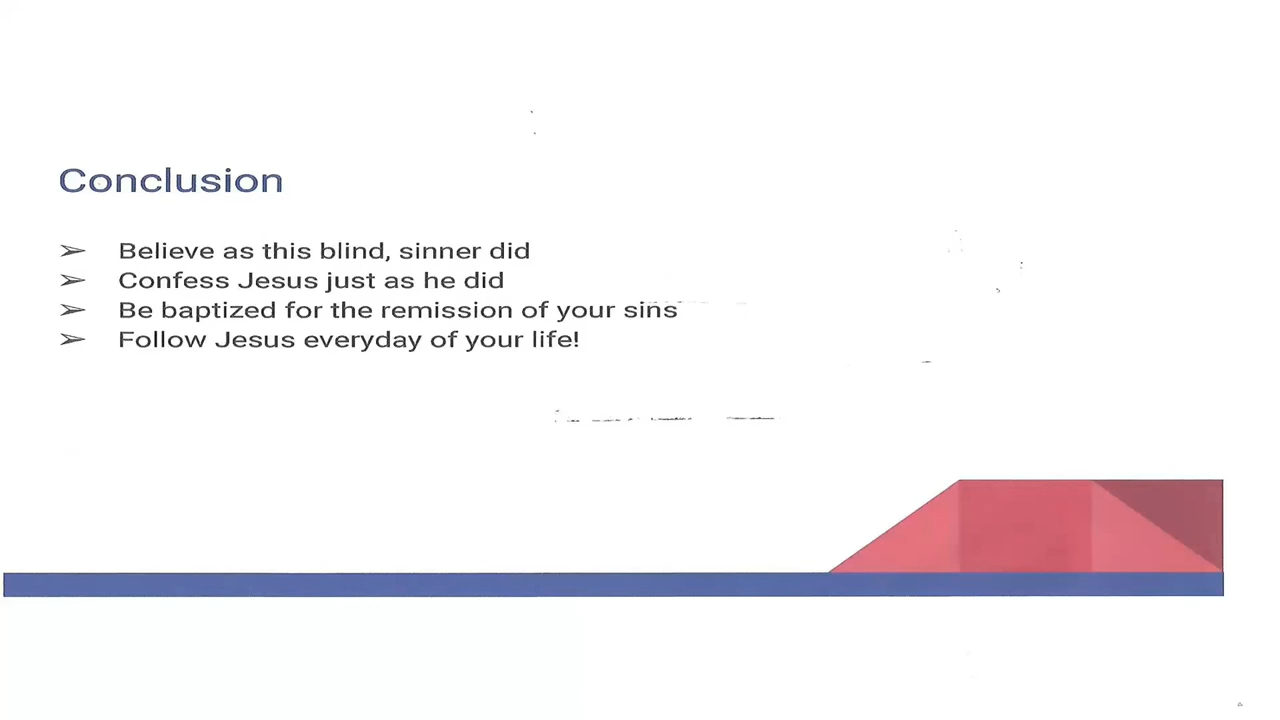 Conclusion
➢ Believe as this blind, sinner did
➢ Confess Jesus just as he did
➢ Be baptized for the remission of your sins
➢ Follow Jesus everyday of your life!